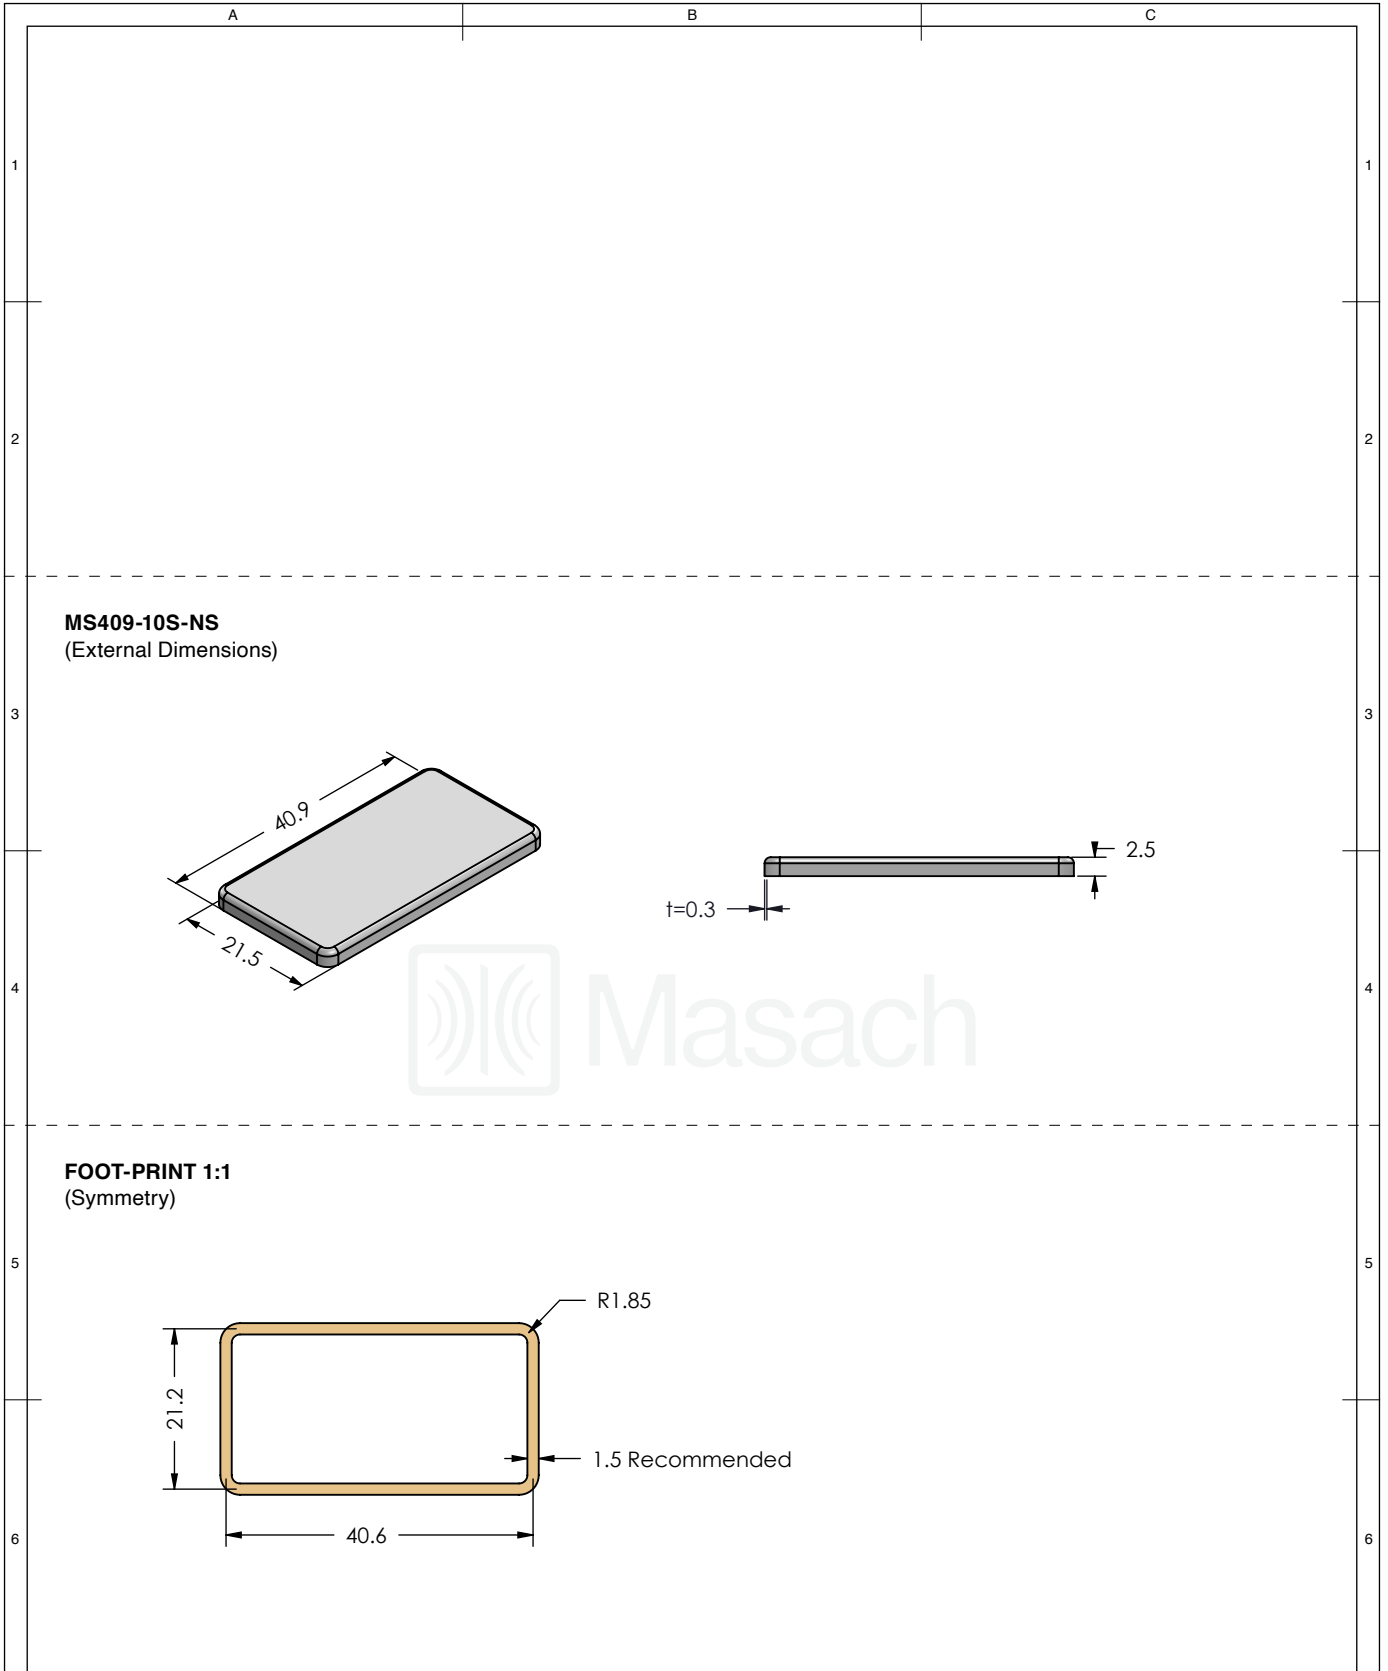 A B C
1 1
2 2
MS409-10S-NS
(External Dimensions)
3 3
40.9
21.5
2.5
t=0.3
Masach
4 4
FOOT-PRINT 1:1
(Symmetry)
5 5
R1.85
21.2
1.5 Recommended
40.6
6 6